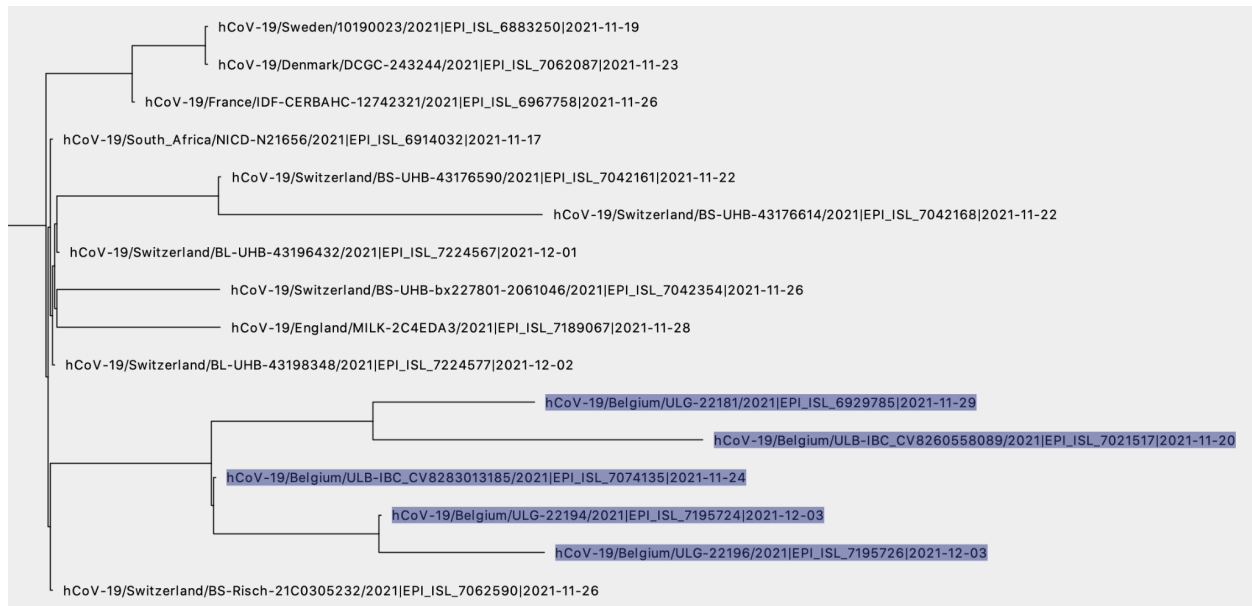 hCoV-19/Sweden/10190023/2021|EPI_ISL_6883250|2021-11-19
hCoV-19/Denmark/DCGC-243244/2021|EPI_ISL_7062087|2021-11-23
hCoV-19/France/IDF-CERBAHC-12742321/2021|EPI_ISL_6967758|2021-11-26
hCoV-19/South_Africa/NICD-N21656/2021|EPI_ISL_6914032|2021-11-17
hCoV-19/Switzerland/BS-UHB-43176590/2021|EPI_ISL_7042161|2021-11-22
hCoV-19/Switzerland/BS-UHB-43176614/2021|EPI_ISL_7042168|2021-11-22
hCoV-19/Switzerland/BL-UHB-43196432/2021|EPI_ISL_7224567|2021-12-01
hCoV-19/Switzerland/BS-UHB-bx227801-2061046/2021|EPI_ISL_7042354|2021-11-26
hCoV-19/England/MILK-2C4EDA3/2021|EPI_ISL_7189067|2021-11-28
hCoV-19/Switzerland/BL-UHB-43198348/2021|EPI_ISL_7224577|2021-12-02
hCoV-19/Belgium/ULG-22181/2021|EPI_ISL_6929785|2021-11-29
hCoV-19/Belgium/ULB-IBC_CV8260558089/2021|EPI_ISL_7021517|2021-11-20
hCoV-19/Belgium/ULB-IBC_CV8283013185/2021|EPI_ISL_7074135|2021-11-24
hCoV-19/Belgium/ULG-22194/2021|EPI_ISL_7195724|2021-12-03
hCoV-19/Belgium/ULG-22196/2021|EPI_ISL_7195726|2021-12-03
hCoV-19/Switzerland/BS-Risch-21C0305232/2021|EPI_ISL_7062590|2021-11-26